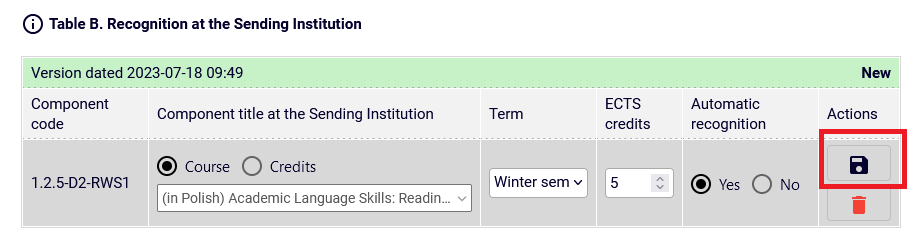 Table B. Recognition at the Sending Institution
Version dated 2023-07-18 09:49 New
Component code
Component title at the Sending Institution
Term
ECTS credits
Automatic recognition
Actions
1.2.5-D2-RWS1
Course Credits
(in Polish) Academic Language Skills: Readin...
Winter sem
5
Yes No